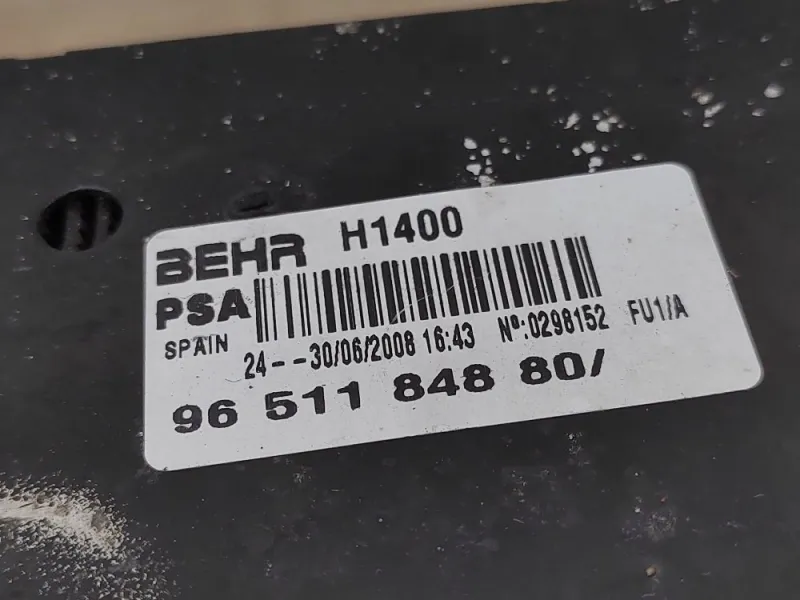 BEHR H1400
PSA
SPAIN 24--30/06/2008 16:43 Nº:0298152 FU1/A
96 511 848 80/